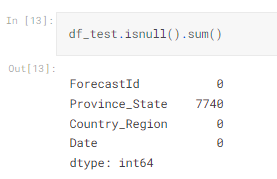 In [13]:
df_test.isnull().sum()
Out[13]:
ForecastId 0
Province_State 7740
Country_Region 0
Date 0
dtype: int64